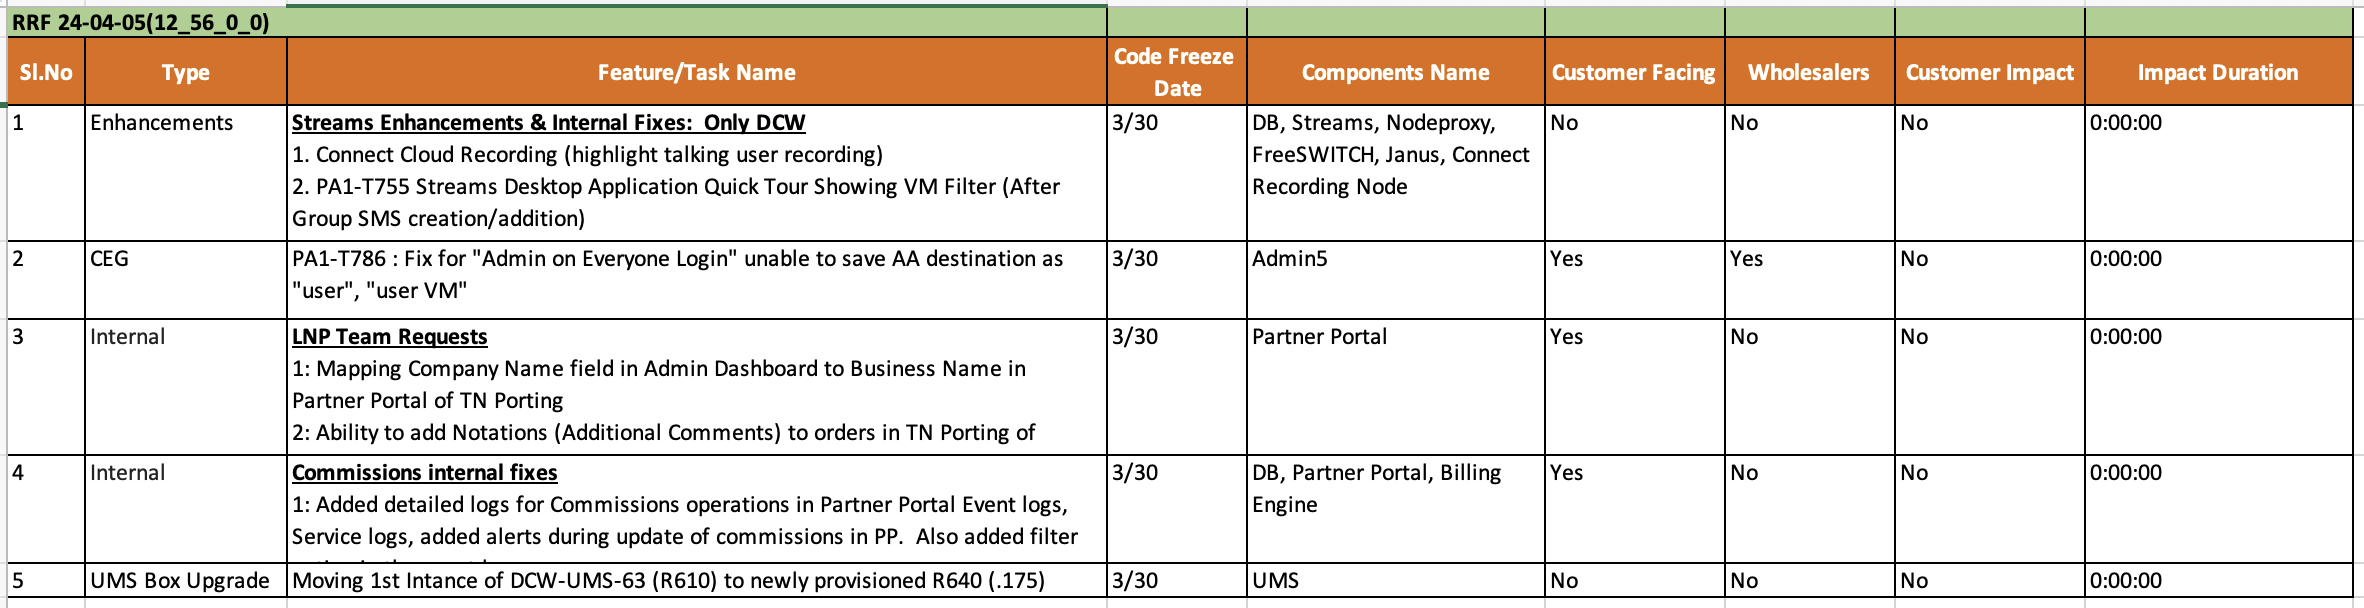 RRF 24-04-05(12_56_0_0)
Sl.No
Type
Feature/Task Name
Code Freeze
Date
Components Name
Customer Facing
Wholesalers
Customer Impact
Impact Duration
1
Enhancements
Streams Enhancements & Internal Fixes:  Only DCW
1. Connect Cloud Recording (highlight talking user recording)
2. PA1-T755 Streams Desktop Application Quick Tour Showing VM Filter (After
Group SMS creation/addition)
3/30
DB, Streams, Nodeproxy,
FreeSWITCH, Janus, Connect
Recording Node
No
No
No
0:00:00
2
CEG
PA1-T786 : Fix for "Admin on Everyone Login" unable to save AA destination as
"user", "user VM"
3/30
Admin5
Yes
Yes
No
0:00:00
3
Internal
LNP Team Requests
1: Mapping Company Name field in Admin Dashboard to Business Name in
Partner Portal of TN Porting
2: Ability to add Notations (Additional Comments) to orders in TN Porting of
3/30
Partner Portal
Yes
No
No
0:00:00
4
Internal
Commissions internal fixes
1: Added detailed logs for Commissions operations in Partner Portal Event logs,
Service logs, added alerts during update of commissions in PP.  Also added filter
3/30
DB, Partner Portal, Billing
Engine
Yes
No
No
0:00:00
5
UMS Box Upgrade
Moving 1st Intance of DCW-UMS-63 (R610) to newly provisioned R640 (.175)
3/30
UMS
No
No
No
0:00:00